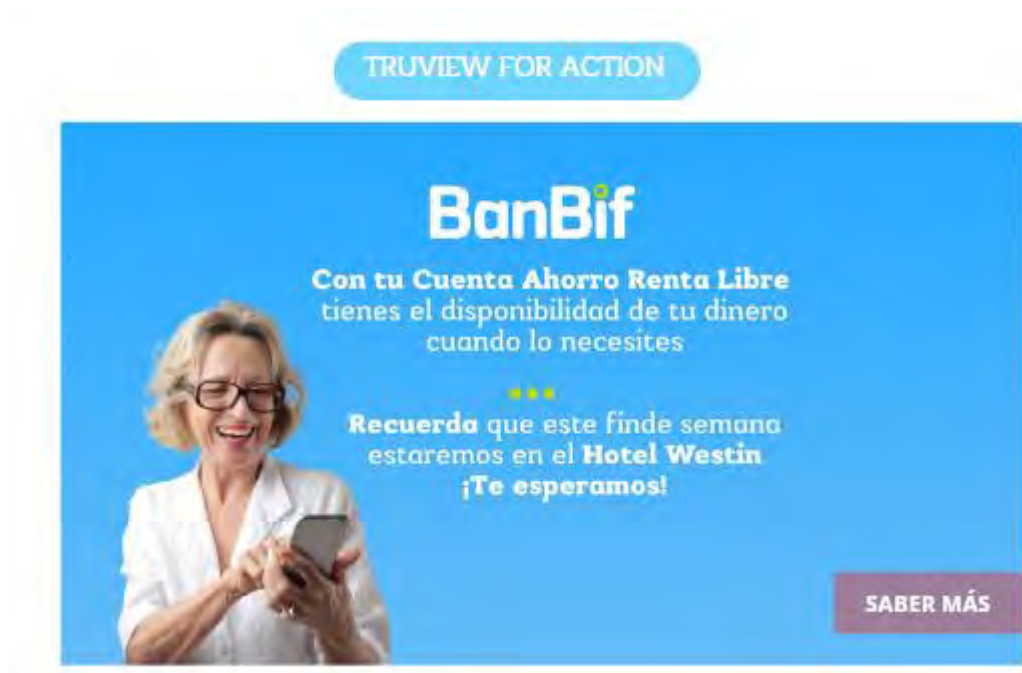 TRUVIEW FOR ACTION
BanBif
Con tu Cuenta Ahorro Renta Libre
tienes el disponibilidad de tu dinero
cuando lo necesites
Recuerda que este finde semana
estaremos en el Hotel Westin
¡Te esperamos!
SABER MÁS